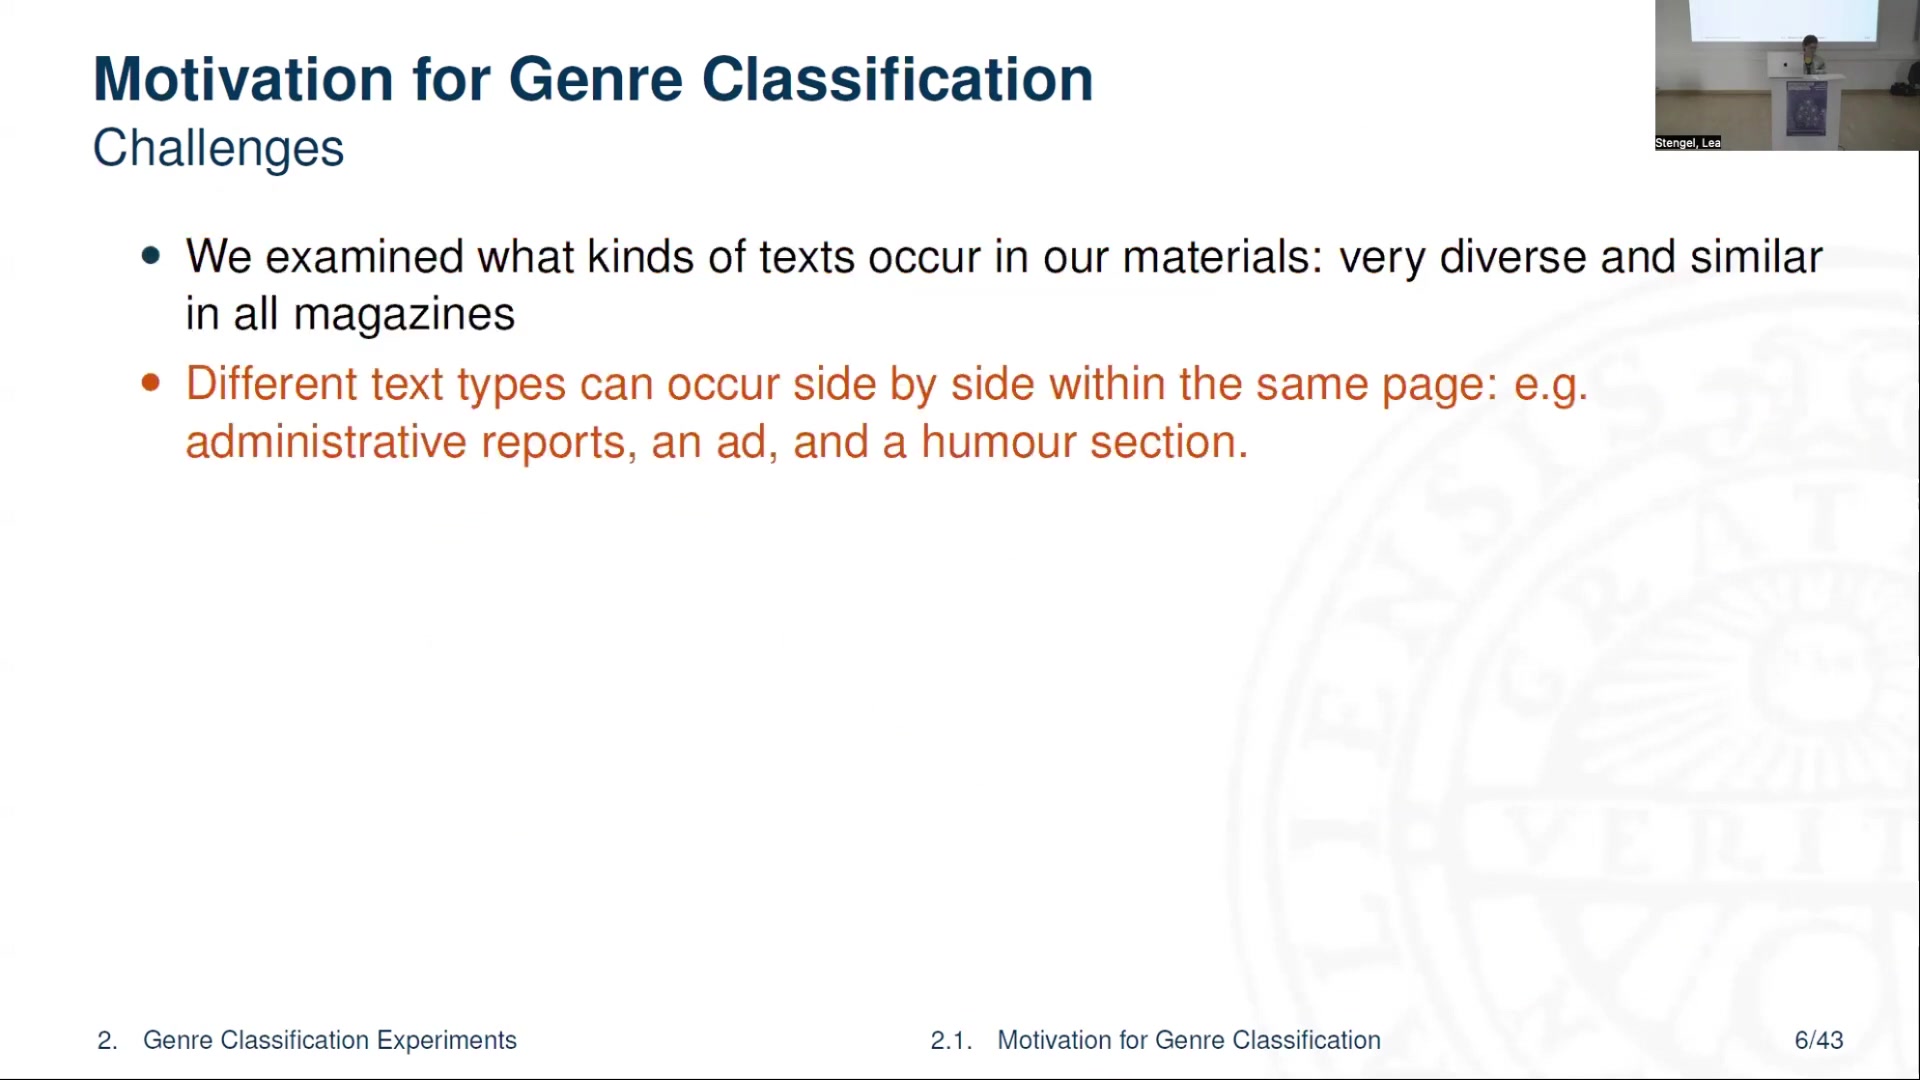 Motivation for Genre Classification
Challenges
Stengel, Lea
• We examined what kinds of texts occur in our materials: very diverse and similar
in all magazines
• Different text types can occur side by side within the same page: e.g.
administrative reports, an ad, and a humour section.
2. Genre Classification Experiments
2.1. Motivation for Genre Classification
6/43